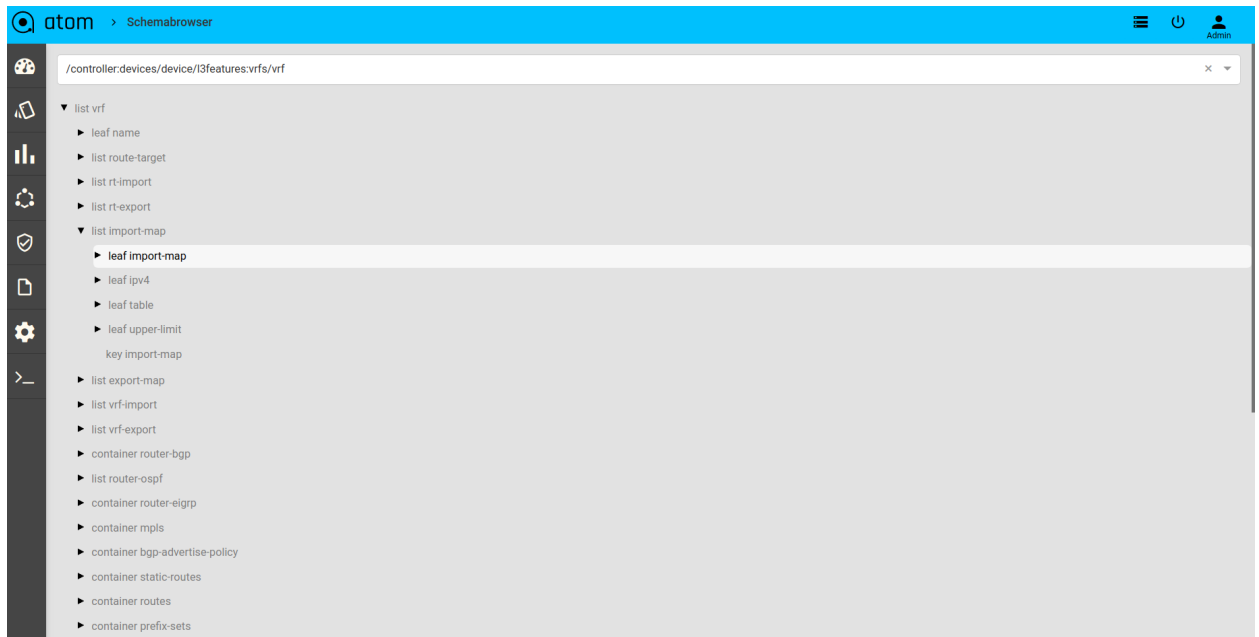 atom > Schemabrowser
Admin
/controller:devices/device/l3features:vrfs/vrf
list vrf
leaf name
list route-target
list rt-import
list rt-export
list import-map
leaf import-map
leaf ipv4
leaf table
leaf upper-limit
key import-map
list export-map
list vrf-import
list vrf-export
container router-bgp
list router-ospf
container router-eigrp
container mpls
container bgp-advertise-policy
container static-routes
container routes
container prefix-sets